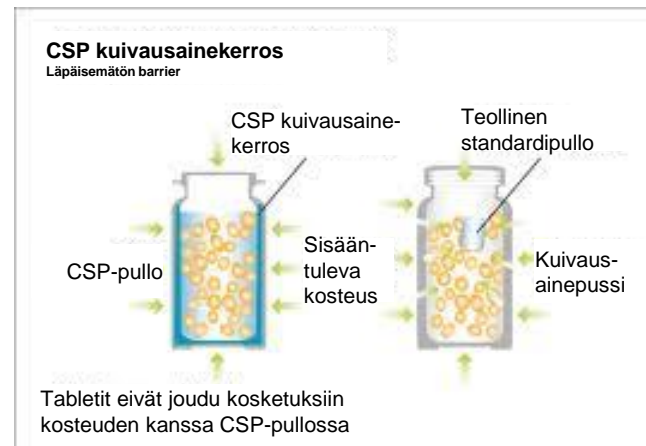 CSP kuivausainekerros
Läpäisemätön barrier
CSP kuivausaine-
kerros
Teollinen
standardipullo
CSP-pullo
Sisään-
tuleva
kosteus
Kuivaus-
ainepussi
Tabletit eivät joudu kosketuksiin
kosteuden kanssa CSP-pullossa